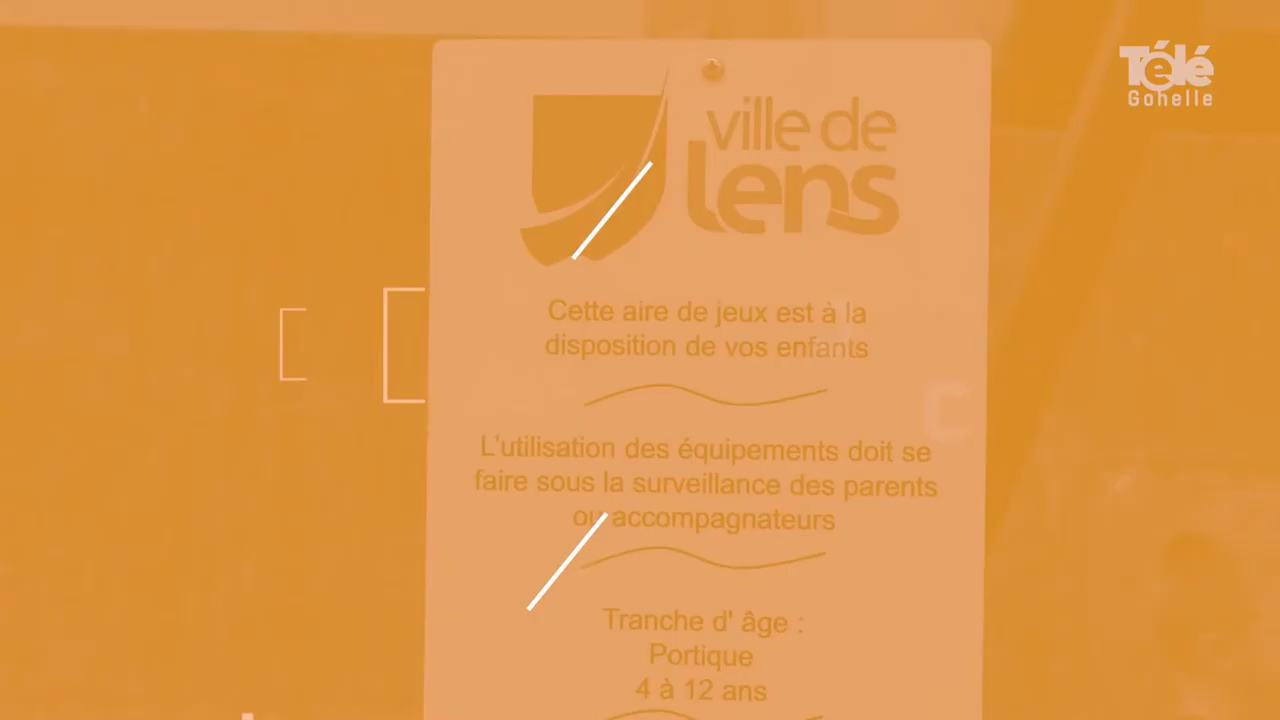 Télé
Gohelle
ville de
lens
Cette aire de jeux est à la
disposition de vos enfants
L'utilisation des équipements doit se
faire sous la surveillance des parents
ou accompagnateurs
Tranche d' âge :
Portique
4 à 12 ans